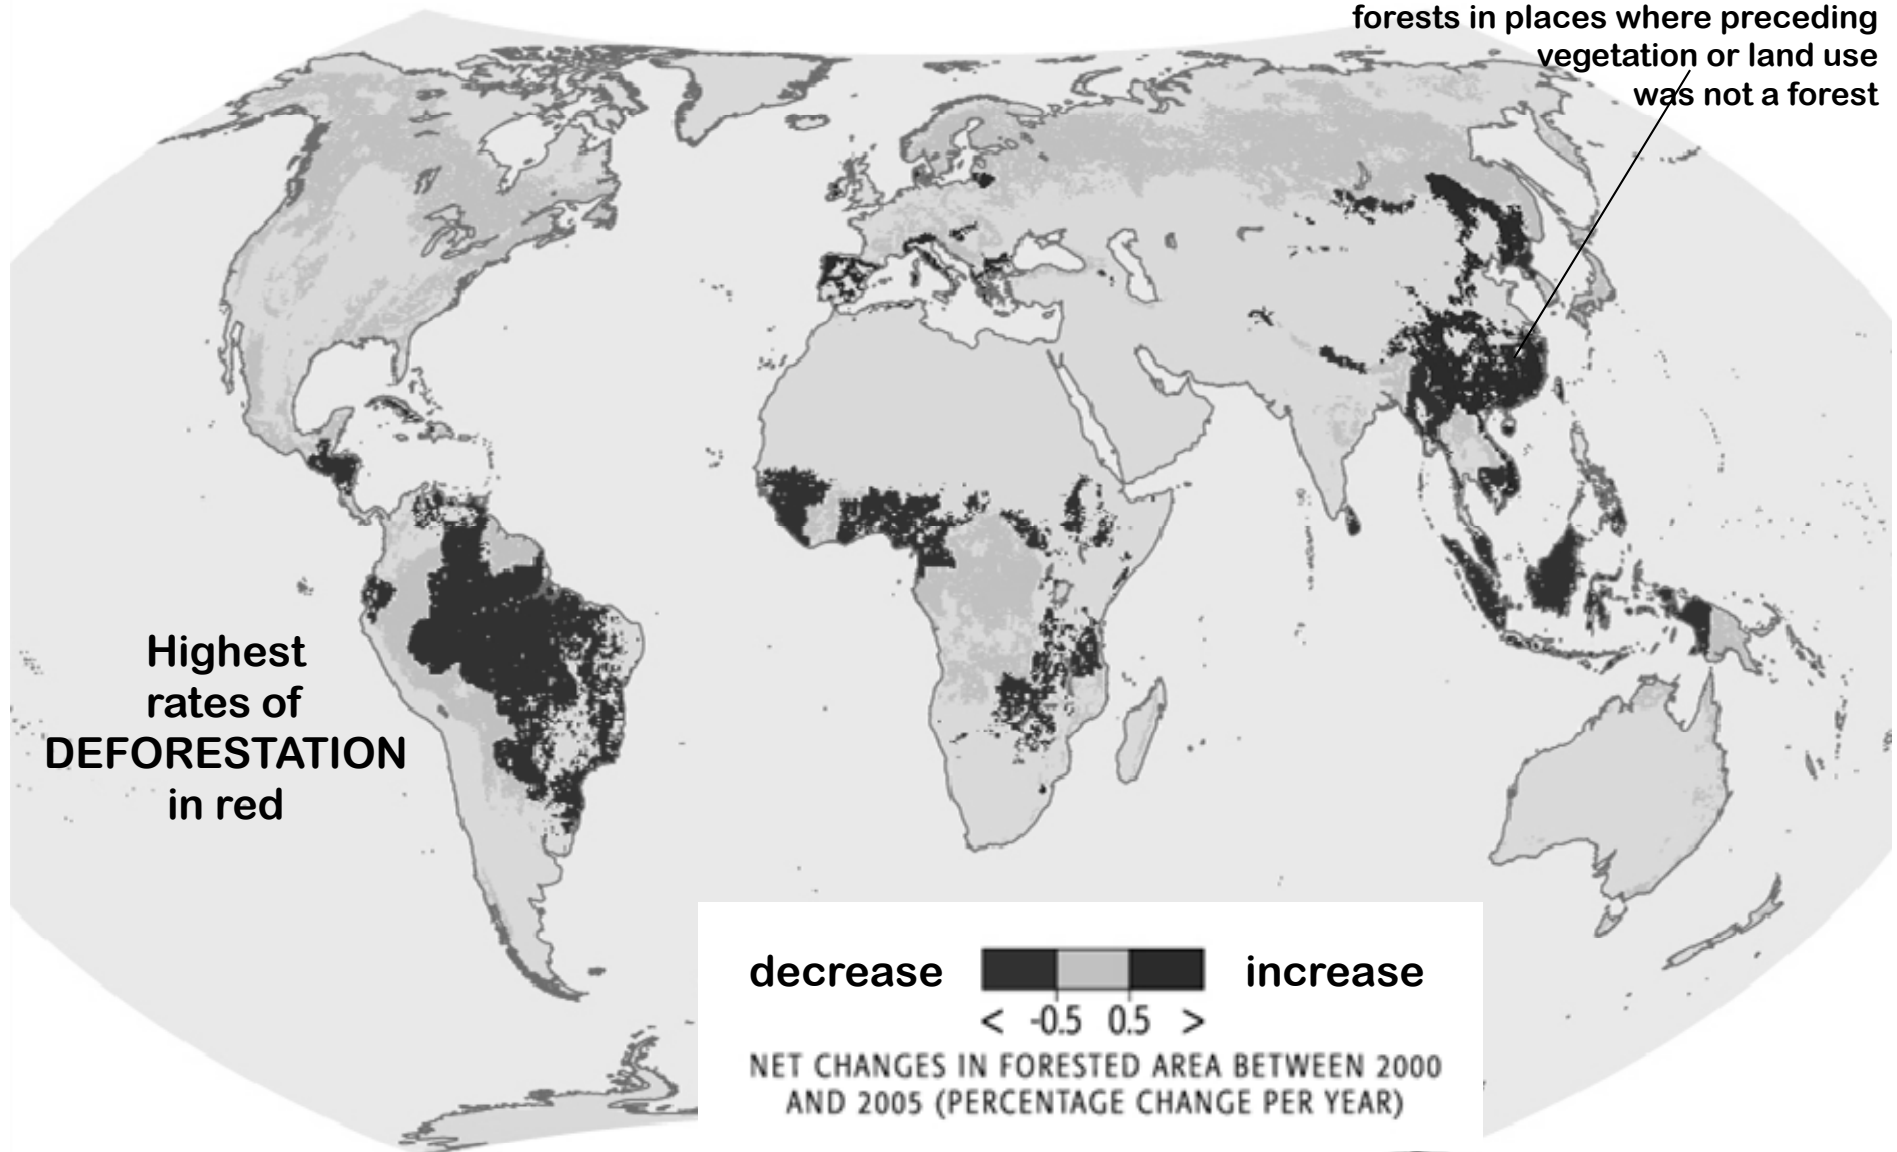 forests in places where preceding
vegetation or land use
was not a forest
Highest
rates of
DEFORESTATION
in red
decrease
increase
< -0.5 0.5 >
NET CHANGES IN FORESTED AREA BETWEEN 2000
AND 2005 (PERCENTAGE CHANGE PER YEAR)